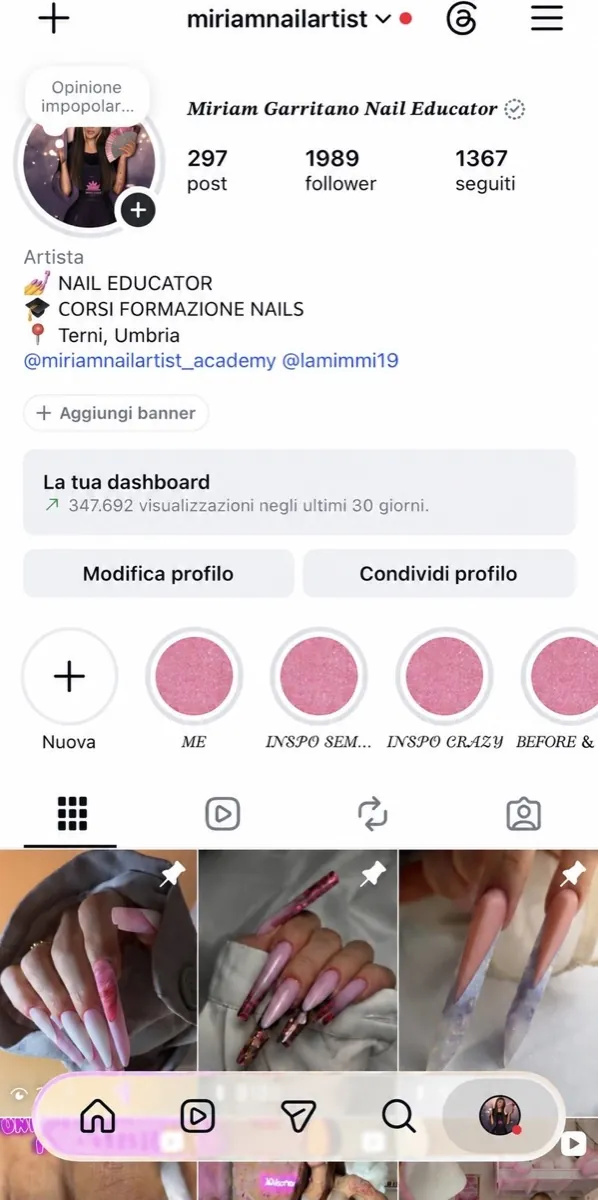 miriamnailartist
Opinione
impopolar...
Miriam Garritano Nail Educator
297 1989 1367
post follower seguiti
Artista
💅 NAIL EDUCATOR
🎓 CORSI FORMAZIONE NAILS
📍 Terni, Umbria
@miriamnailartist_academy @lamimmi19
+ Aggiungi banner
La tua dashboard
347.692 visualizzazioni negli ultimi 30 giorni.
Modifica profilo Condividi profilo
Nuova ME INSPO SEM... INSPO CRAZY BEFORE &